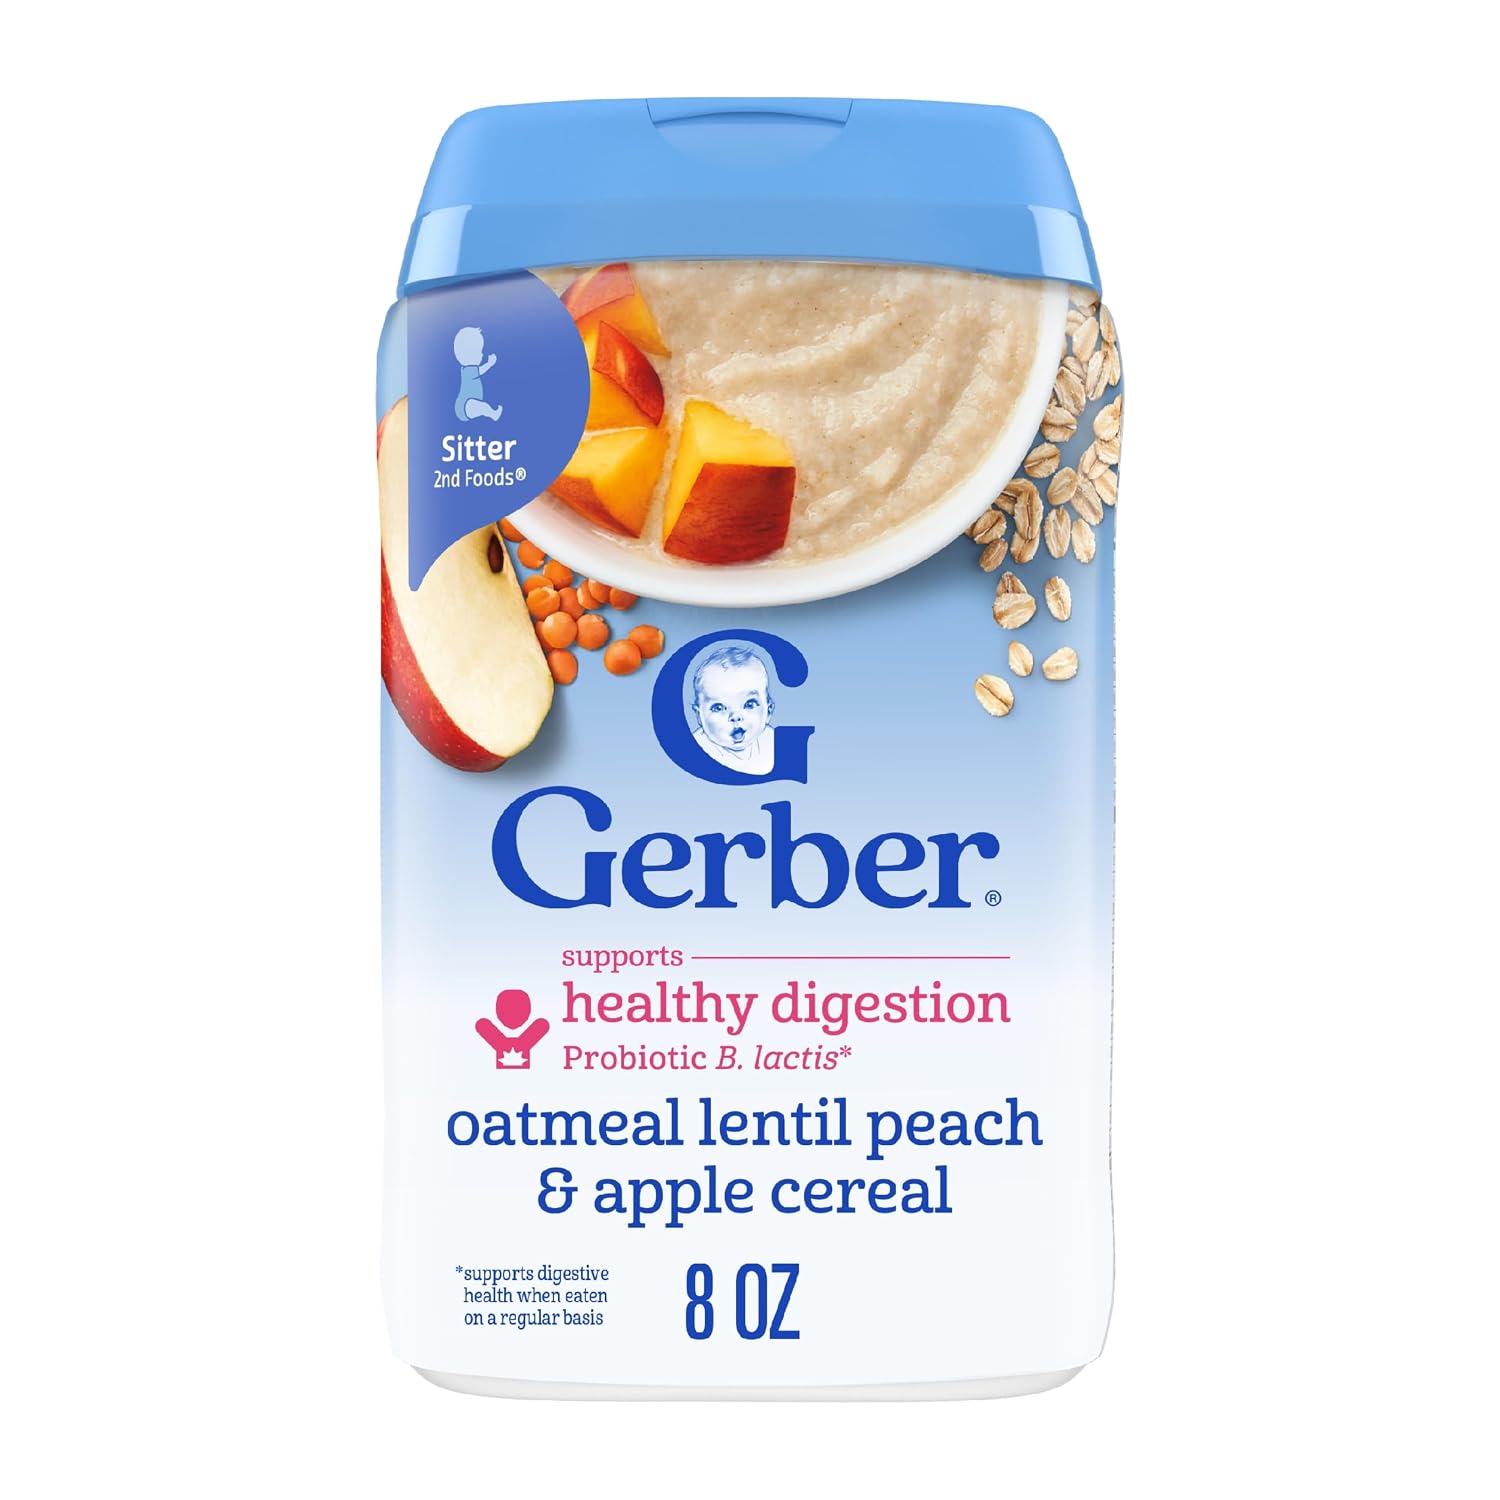 Sitter
2nd Foods®
Gerber®
supports
healthy digestion
Probiotic B. lactis*
oatmeal lentil peach
& apple cereal
*supports digestive
health when eaten
on a regular basis
8 OZ